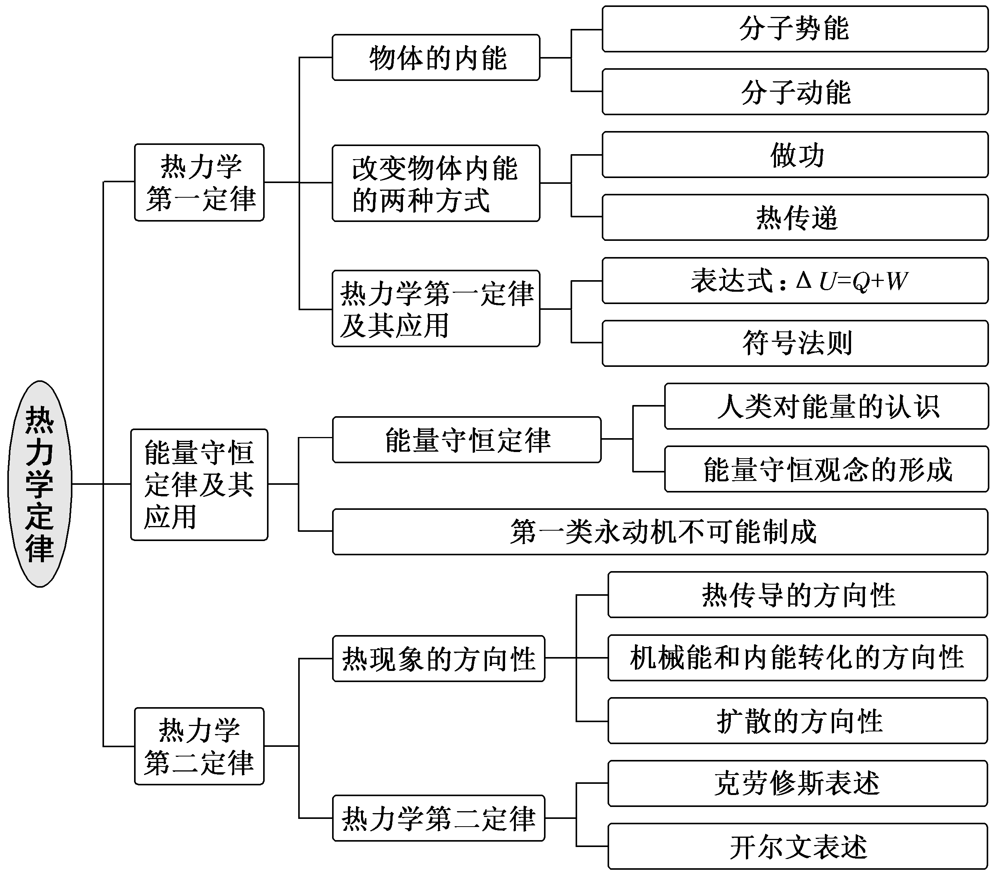 热力学定律
热力学
第一定律
物体的内能
分子势能
分子动能
改变物体内能
的两种方式
做功
热传递
热力学第一定律
及其应用
表达式：Δ U=Q+W
符号法则
能量守恒
定律及其
应用
能量守恒定律
人类对能量的认识
能量守恒观念的形成
第一类永动机不可能制成
热力学
第二定律
热现象的方向性
热传导的方向性
机械能和内能转化的方向性
扩散的方向性
热力学第二定律
克劳修斯表述
开尔文表述